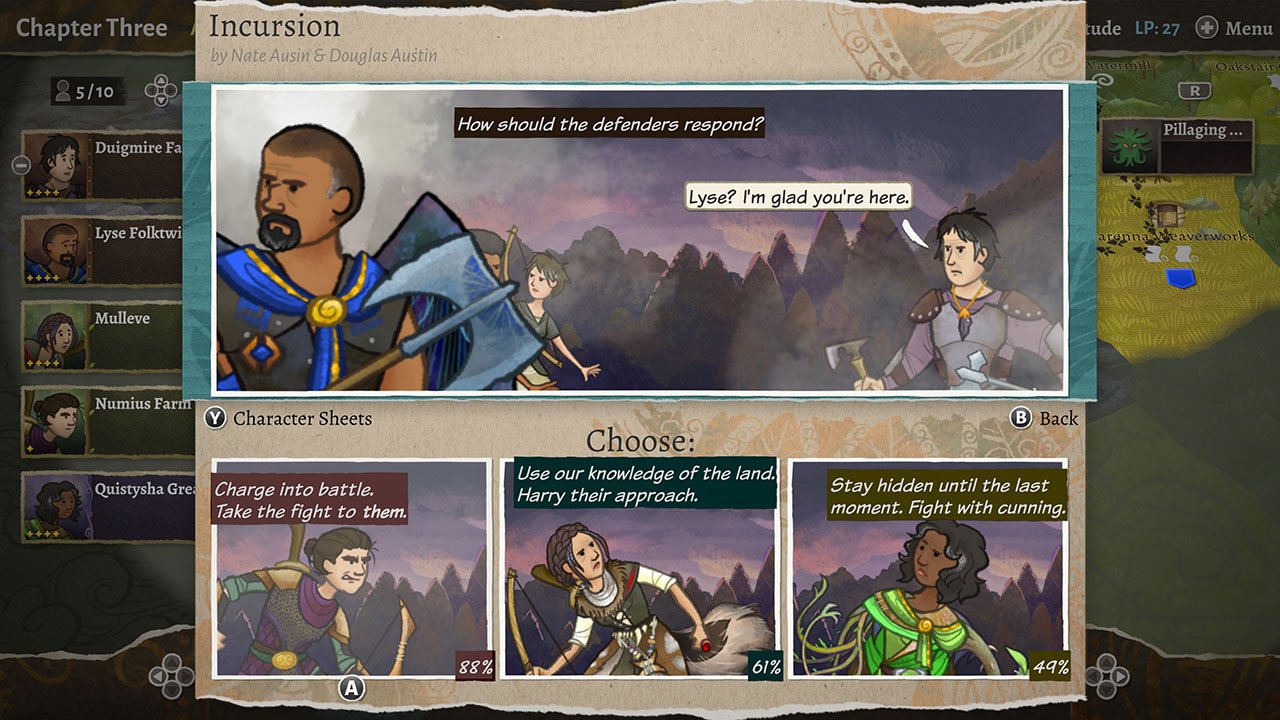 Chapter Three
Incursion
by Nate Ausin & Douglas Austin
LP: 27
Menu
5/10
How should the defenders respond?
Lyse? I'm glad you're here.
R
Pillaging ...
Duigmire Fa
Lyse Folktwi
Mulleve
Numius Farm
Quistysha Grea
Y Character Sheets
B Back
Choose:
Charge into battle.
Take the fight to them.
88%
A
Use our knowledge of the land.
Harry their approach.
61%
Stay hidden until the last
moment. Fight with cunning.
49%